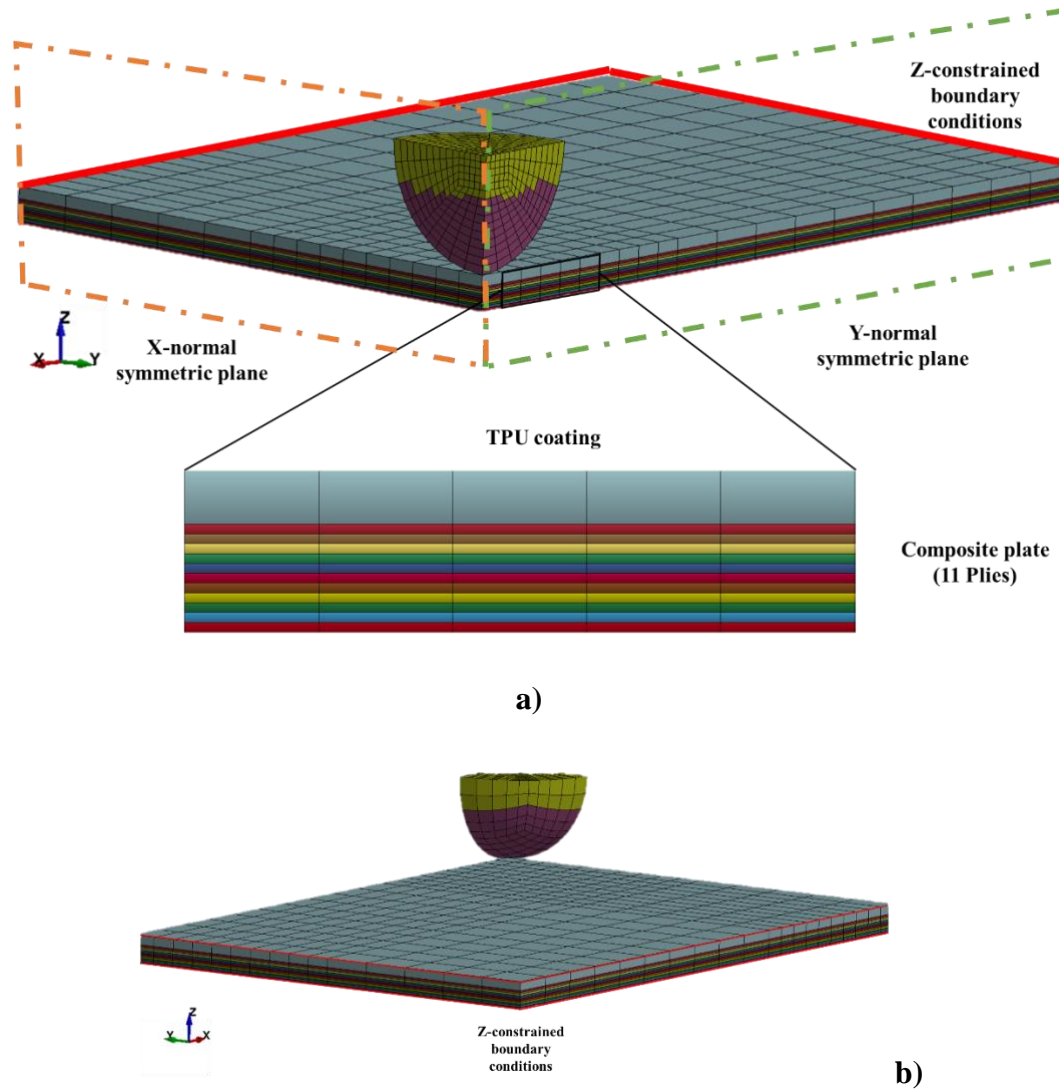 Z-constrained
boundary
conditions
Z
X
Y
X-normal
symmetric plane
Y-normal
symmetric plane
TPU coating
Composite plate
(11 Plies)
a)
Z
Y
X
Z-constrained
boundary
conditions
b)